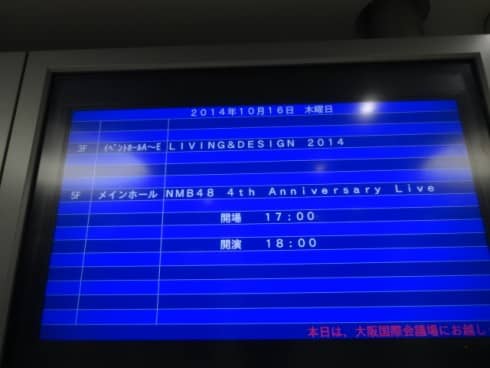 2014年10月16日 木曜日
3F ｲﾍﾞﾝﾄﾎｰﾙA～E LIVING&DESIGN 2014
5F メインホール NMB48 4th Anniversary Live
開場 17:00
開演 18:00
本日は、大阪国際会議場にお越し